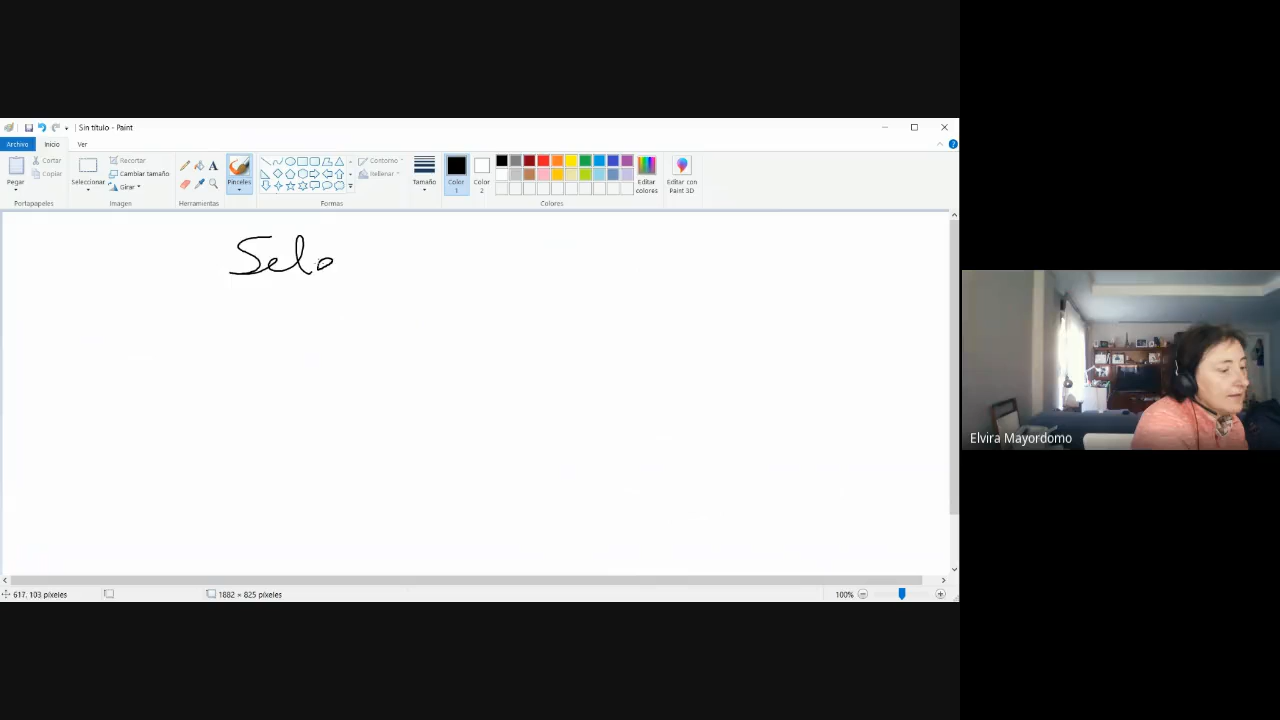 Sin título - Paint
Archivo Inicio Ver
Pegar Cortar Copiar
Portapapeles
Seleccionar Recortar Cambiar tamaño Girar
Imagen
Herramientas
Pinceles
Contorno Rellenar
Formas
Tamaño
Color 1 Color 2
Editar colores
Colores
Editar con Paint 3D
Selo
Elvira Mayordomo
617, 103 píxeles 1882 × 825 píxeles 100%